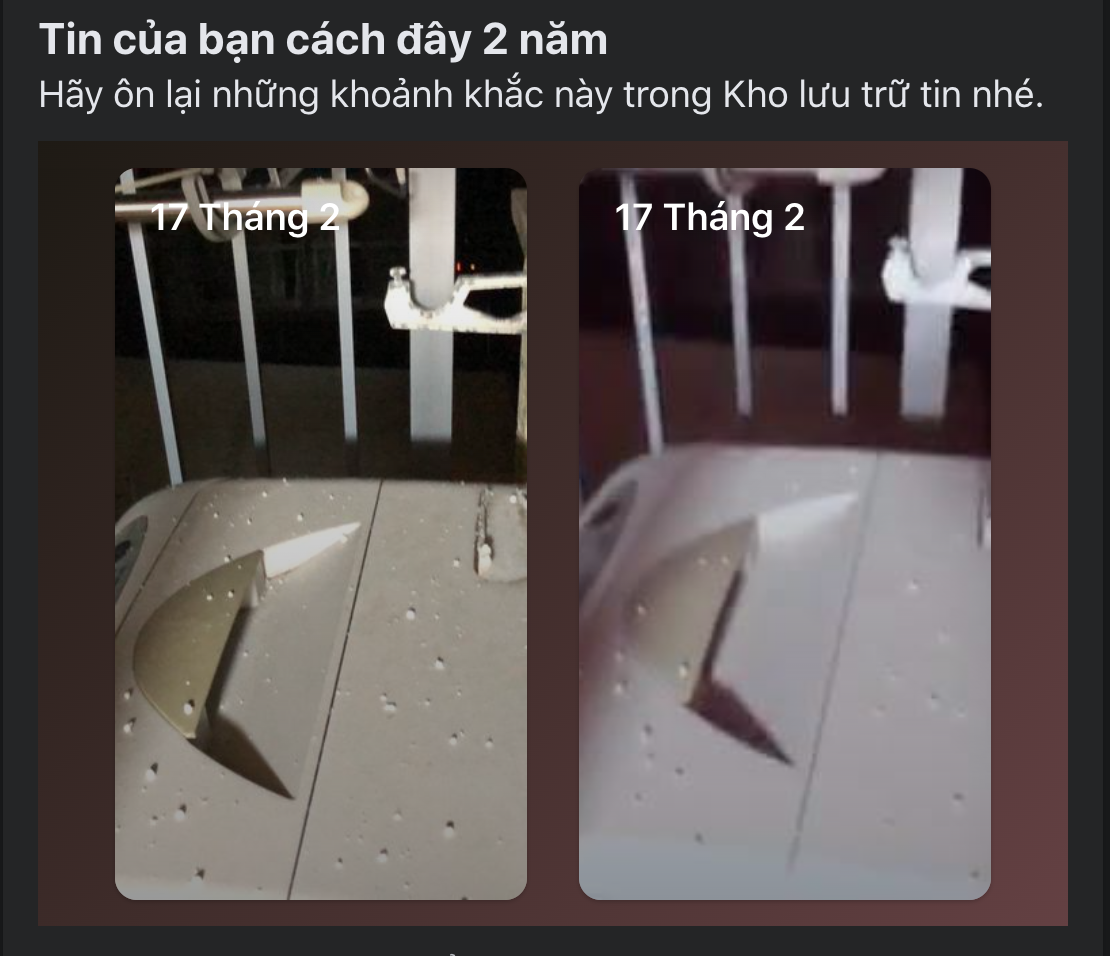 Tin của bạn cách đây 2 năm
Hãy ôn lại những khoảnh khắc này trong Kho lưu trữ tin nhé.
17 Tháng 2
17 Tháng 2